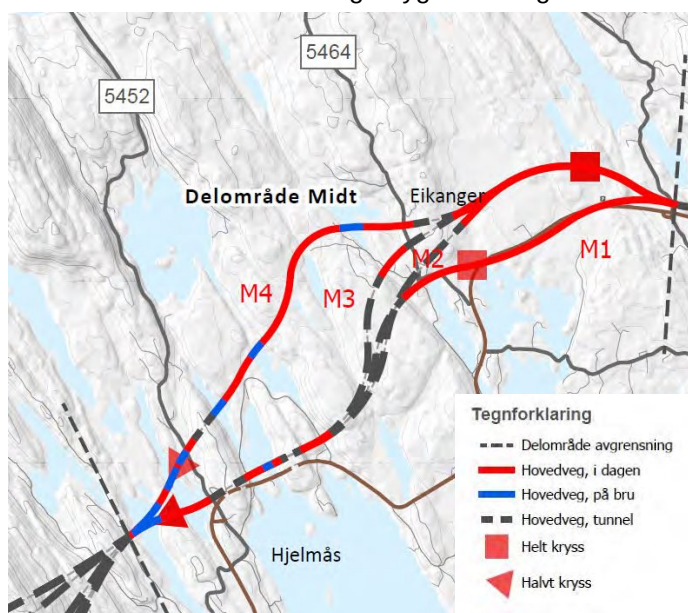 5464
5452
Delområde Midt
Eikanger
M1
M2
M3
M4
Hjelmås
Tegnforklaring
Delområde avgrensning
Hovedveg, i dagen
Hovedveg, på bru
Hovedveg, tunnel
Helt kryss
Halvt kryss